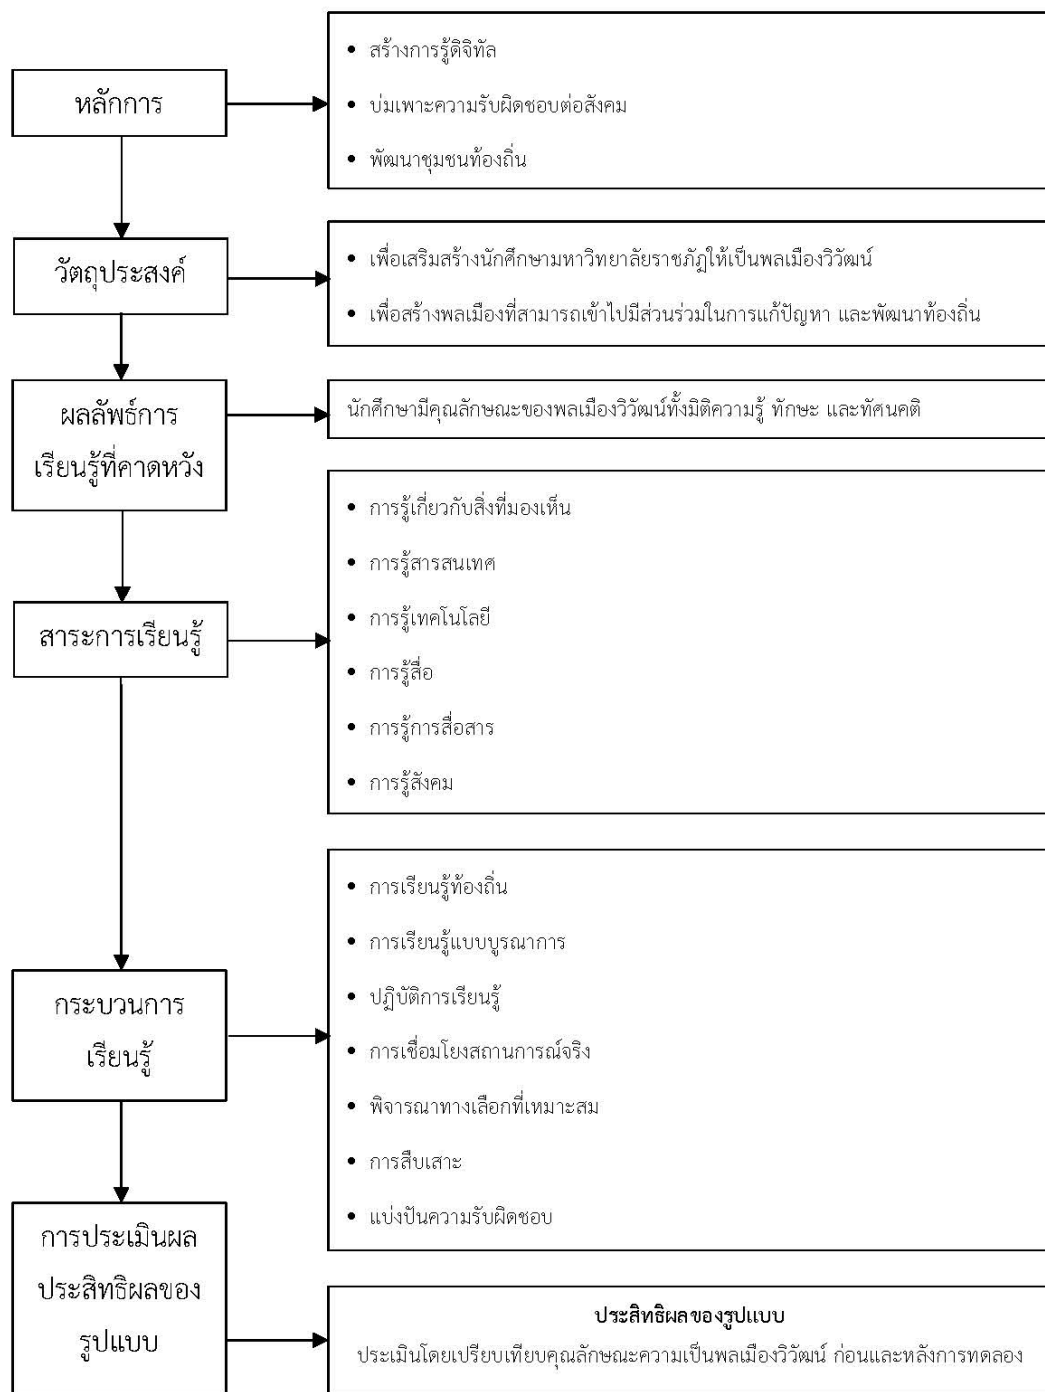 หลักการ
• สร้างการรู้ดิจิทัล
• บ่มเพาะความรับผิดชอบต่อสังคม
• พัฒนาชุมชนท้องถิ่น
วัตถุประสงค์
• เพื่อเสริมสร้างนักศึกษามหาวิทยาลัยราชภัฏให้เป็นพลเมืองวิวัฒน์
• เพื่อสร้างพลเมืองที่สามารถเข้าไปมีส่วนร่วมในการแก้ปัญหา และพัฒนาท้องถิ่น
ผลลัพธ์การ
เรียนรู้ที่คาดหวัง
นักศึกษามีคุณลักษณะของพลเมืองวิวัฒน์ทั้งมิติความรู้ ทักษะ และทัศนคติ
สาระการเรียนรู้
• การรู้เกี่ยวกับสิ่งที่มองเห็น
• การรู้สารสนเทศ
• การรู้เทคโนโลยี
• การรู้สื่อ
• การรู้การสื่อสาร
• การรู้สังคม
กระบวนการ
เรียนรู้
• การเรียนรู้ท้องถิ่น
• การเรียนรู้แบบบูรณาการ
• ปฏิบัติการเรียนรู้
• การเชื่อมโยงสถานการณ์จริง
• พิจารณาทางเลือกที่เหมาะสม
• การสืบเสาะ
• แบ่งปันความรับผิดชอบ
การประเมินผล
ประสิทธิผลของ
รูปแบบ
ประสิทธิผลของรูปแบบ
ประเมินโดยเปรียบเทียบคุณลักษณะความเป็นพลเมืองวิวัฒน์ ก่อนและหลังการทดลอง